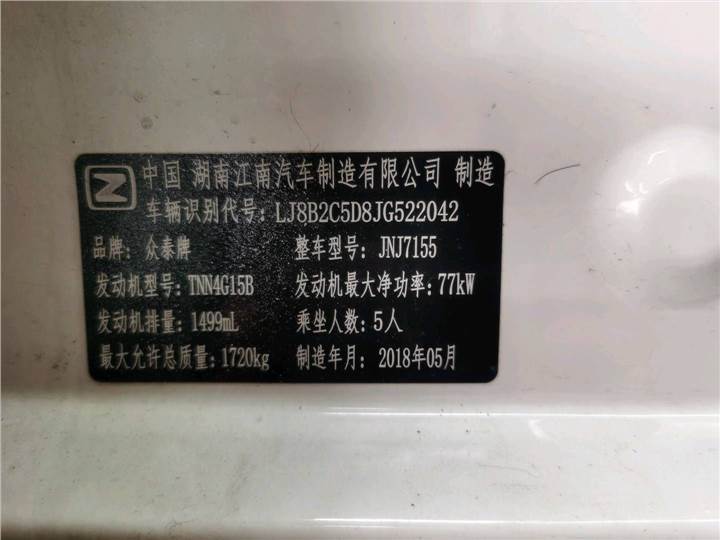 中国 湖南江南汽车制造有限公司 制造
车辆识别代号: LJ8B2C5D8JG522042
品牌: 众泰牌 整车型号: JNJ7155
发动机型号: TNN4G15B 发动机最大净功率: 77kW
发动机排量: 1499mL 乘坐人数: 5人
最大允许总质量: 1720kg 制造年月: 2018年05月